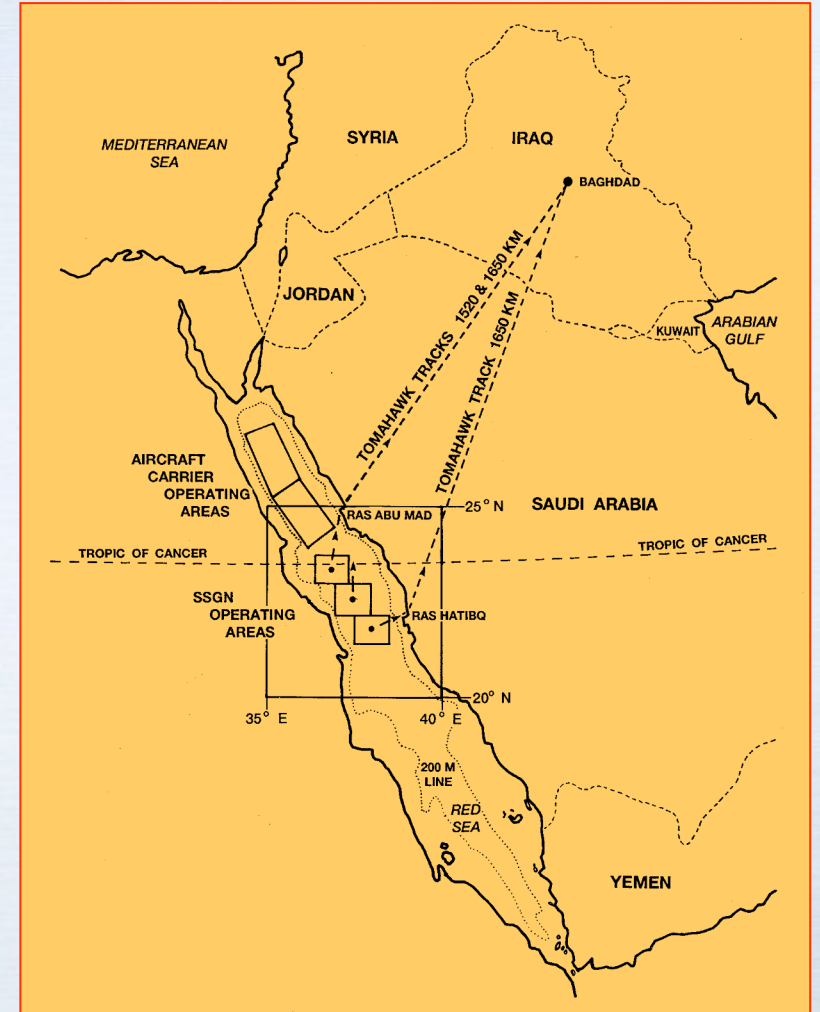 MEDITERRANEAN
SEA
SYRIA
IRAQ
BAGHDAD
JORDAN
TOMAHAWK TRACKS 1520 & 1650 KM
TOMAHAWK TRACK 1650 KM
KUWAIT
ARABIAN
GULF
AIRCRAFT
CARRIER
OPERATING
AREAS
25° N
RAS ABU MAD
SAUDI ARABIA
TROPIC OF CANCER
TROPIC OF CANCER
SSGN
OPERATING
AREAS
RAS HATIBQ
20° N
35° E
40° E
200 M
LINE
RED
SEA
YEMEN